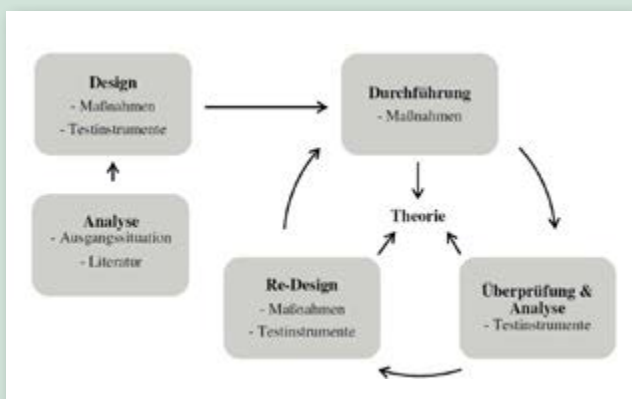 Design
- Maßnahmen
- Testinstrumente
Durchführung
- Maßnahmen
Analyse
- Ausgangssituation
- Literatur
Theorie
Re-Design
- Maßnahmen
- Testinstrumente
Überprüfung &
Analyse
- Testinstrumente